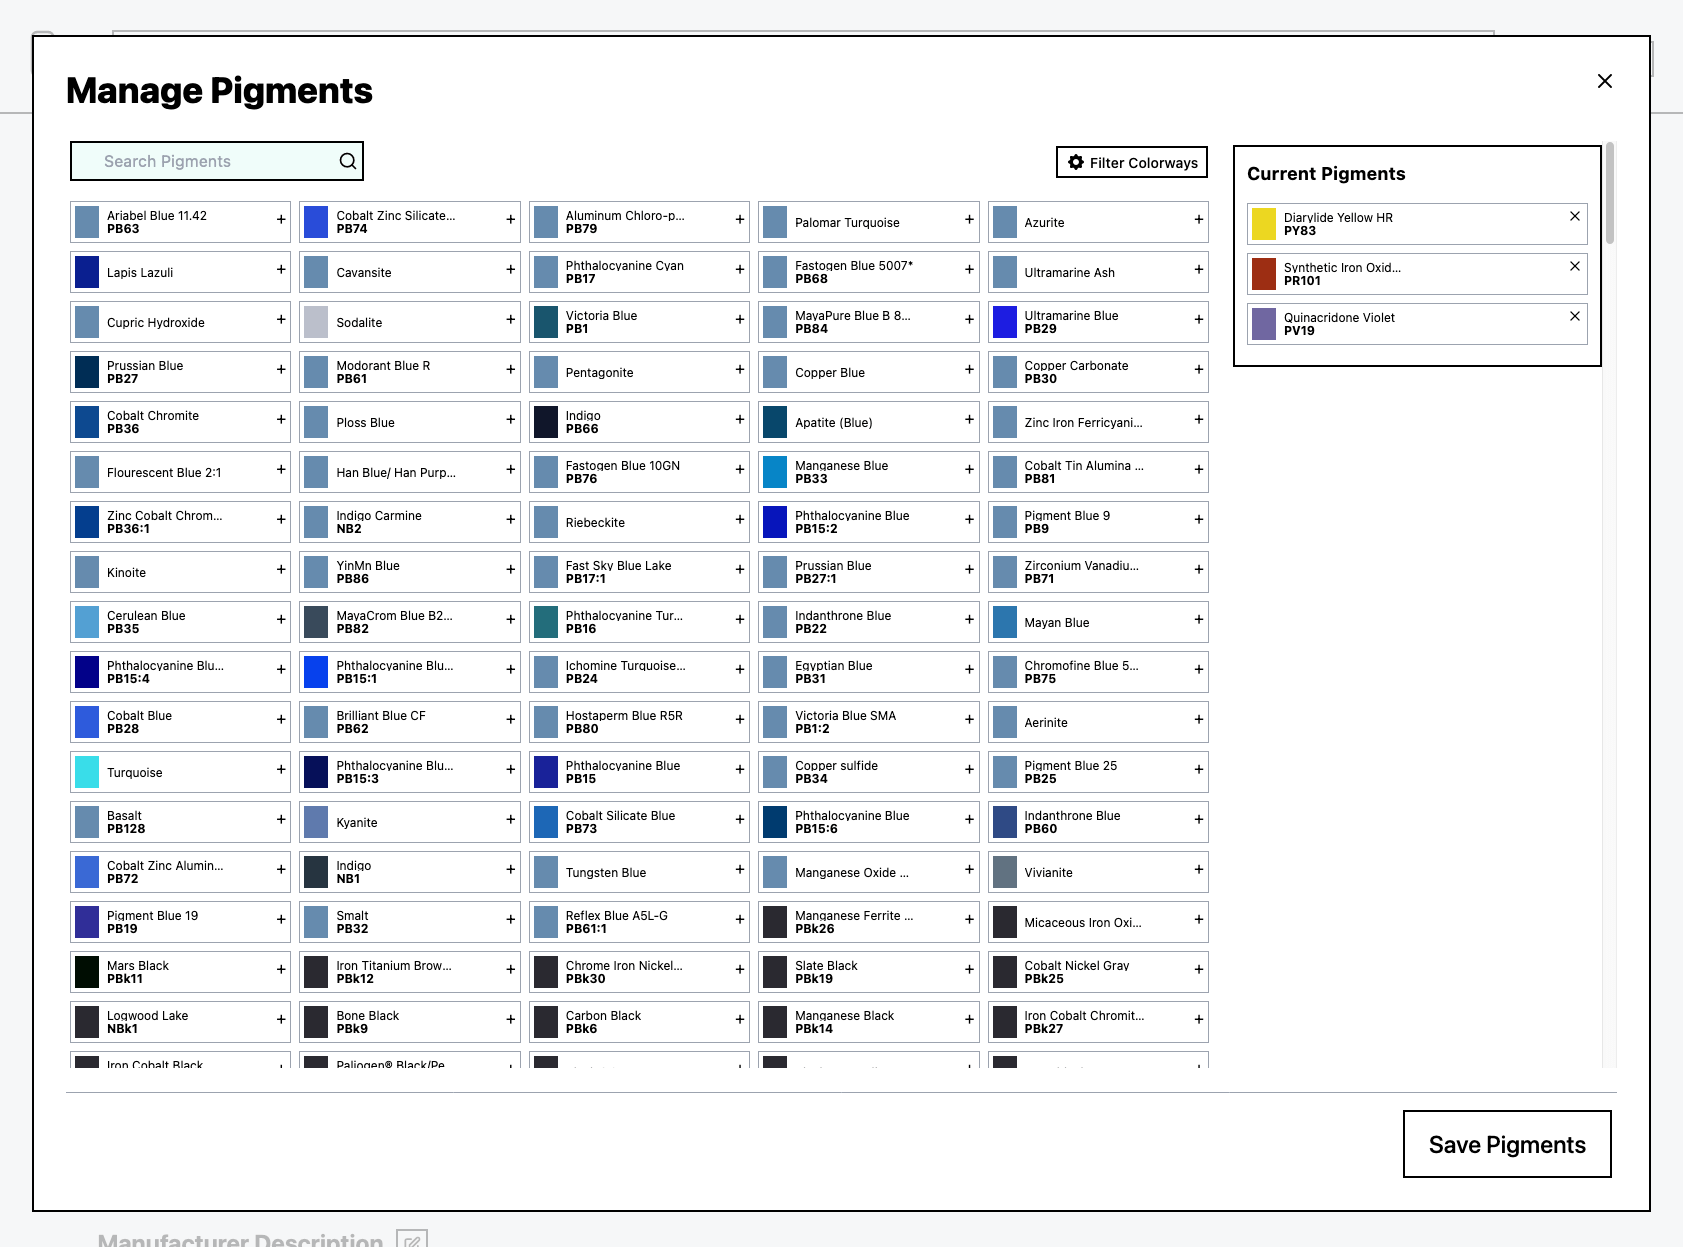 Manage Pigments
Search Pigments
Filter Colorways
Ariabel Blue 11.42
PB63
Cobalt Zinc Silicate...
PB74
Aluminum Chloro-p...
PB79
Palomar Turquoise
Azurite
Lapis Lazuli
Cavansite
Phthalocyanine Cyan
PB17
Fastogen Blue 5007*
PB68
Ultramarine Ash
Cupric Hydroxide
Sodalite
Victoria Blue
PB1
MayaPure Blue B 8...
PB84
Ultramarine Blue
PB29
Prussian Blue
PB27
Modorant Blue R
PB61
Pentagonite
Copper Blue
Copper Carbonate
PB30
Cobalt Chromite
PB36
Ploss Blue
Indigo
PB66
Apatite (Blue)
Zinc Iron Ferricyani...
Flourescent Blue 2:1
Han Blue/ Han Purp...
Fastogen Blue 10GN
PB76
Manganese Blue
PB33
Cobalt Tin Alumina ...
PB81
Zinc Cobalt Chrom...
PB36:1
Indigo Carmine
NB2
Riebeckite
Phthalocyanine Blue
PB15:2
Pigment Blue 9
PB9
Kinoite
YinMn Blue
PB86
Fast Sky Blue Lake
PB17:1
Prussian Blue
PB27:1
Zirconium Vanadiu...
PB71
Cerulean Blue
PB35
MayaCrom Blue B2...
PB82
Phthalocyanine Tur...
PB16
Indanthrone Blue
PB22
Mayan Blue
Phthalocyanine Blu...
PB15:4
Phthalocyanine Blu...
PB15:1
Ichomine Turquoise...
PB24
Egyptian Blue
PB31
Chromofine Blue 5...
PB75
Cobalt Blue
PB28
Brilliant Blue CF
PB62
Hostaperm Blue R5R
PB80
Victoria Blue SMA
PB1:2
Aerinite
Turquoise
Phthalocyanine Blu...
PB15:3
Phthalocyanine Blue
PB15
Copper sulfide
PB34
Pigment Blue 25
PB25
Basalt
PB128
Kyanite
Cobalt Silicate Blue
PB73
Phthalocyanine Blue
PB15:6
Indanthrone Blue
PB60
Cobalt Zinc Alumin...
PB72
Indigo
NB1
Tungsten Blue
Manganese Oxide ...
Vivianite
Pigment Blue 19
PB19
Smalt
PB32
Reflex Blue A5L-G
PB61:1
Manganese Ferrite ...
PBk26
Micaceous Iron Oxi...
Mars Black
PBk11
Iron Titanium Brow...
PBk12
Chrome Iron Nickel...
PBk30
Slate Black
PBk19
Cobalt Nickel Gray
PBk25
Logwood Lake
NBk1
Bone Black
PBk9
Carbon Black
PBk6
Manganese Black
PBk14
Iron Cobalt Chromit...
PBk27
Iron Cobalt Black
Paliogen® Black/Pe
Current Pigments
Diarylide Yellow HR
PY83
Synthetic Iron Oxid...
PR101
Quinacridone Violet
PV19
Save Pigments
Manufacturer Description